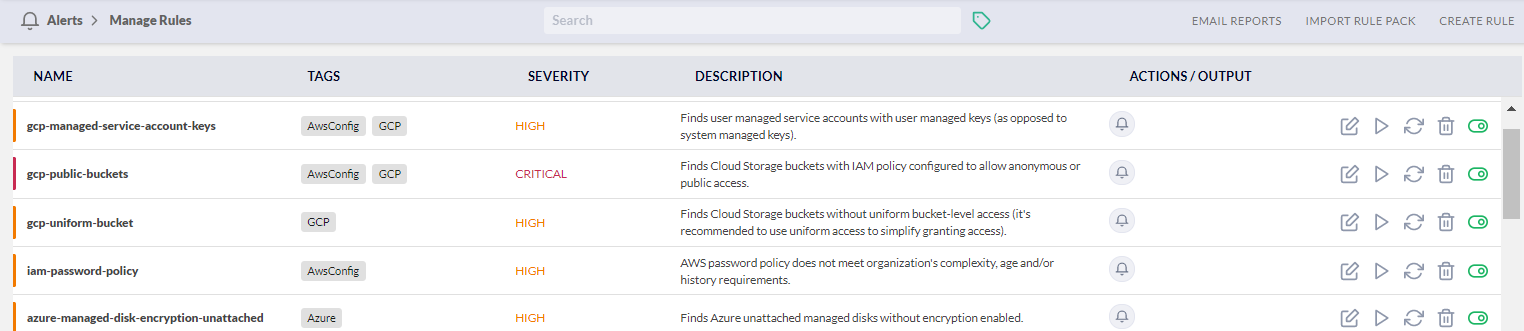 Alerts > Manage Rules
Search
EMAIL REPORTS
IMPORT RULE PACK
CREATE RULE
NAME
TAGS
SEVERITY
DESCRIPTION
ACTIONS / OUTPUT
gcp-managed-service-account-keys
AwsConfig
GCP
HIGH
Finds user managed service accounts with user managed keys (as opposed to
system managed keys).
gcp-public-buckets
AwsConfig
GCP
CRITICAL
Finds Cloud Storage buckets with IAM policy configured to allow anonymous or
public access.
gcp-uniform-bucket
GCP
HIGH
Finds Cloud Storage buckets without uniform bucket-level access (it's
recommended to use uniform access to simplify granting access).
iam-password-policy
AwsConfig
HIGH
AWS password policy does not meet organization's complexity, age and/or
history requirements.
azure-managed-disk-encryption-unattached
Azure
HIGH
Finds Azure unattached managed disks without encryption enabled.